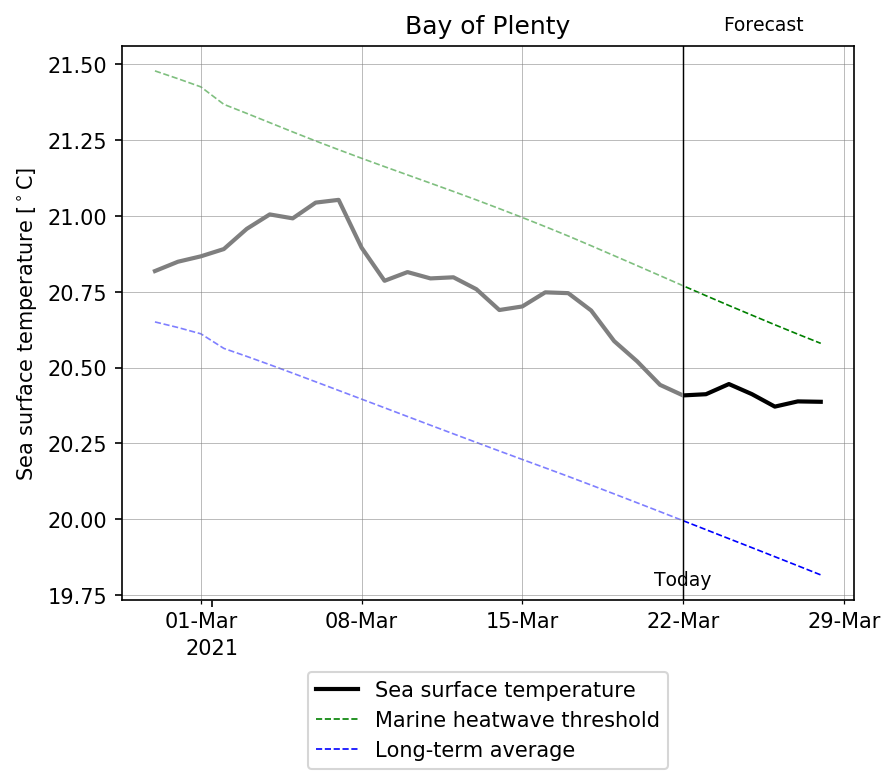 Bay of Plenty
Forecast
21.50
21.25
21.00
20.75
20.50
20.25
20.00
19.75
Sea surface temperature [°C]
Today
01-Mar
2021
08-Mar
15-Mar
22-Mar
29-Mar
Sea surface temperature
Marine heatwave threshold
Long-term average